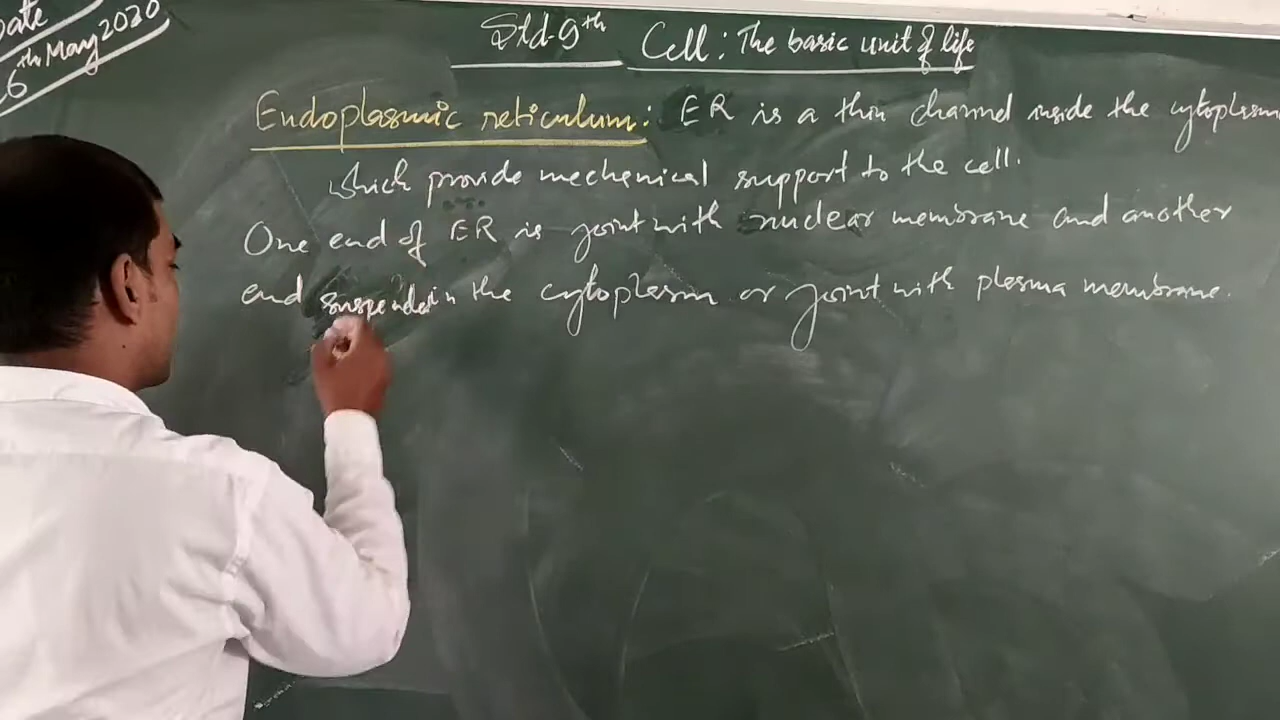 Date
6th May 2020
Std-9th Cell: The basic unit of life
Endoplasmic reticulum: ER is a thin channel inside the cytoplasm
which provide mechenical support to the cell.
One end of ER is joint with nuclear membrane and another
end suspended in the cytoplasm or joint with plasma membrane.